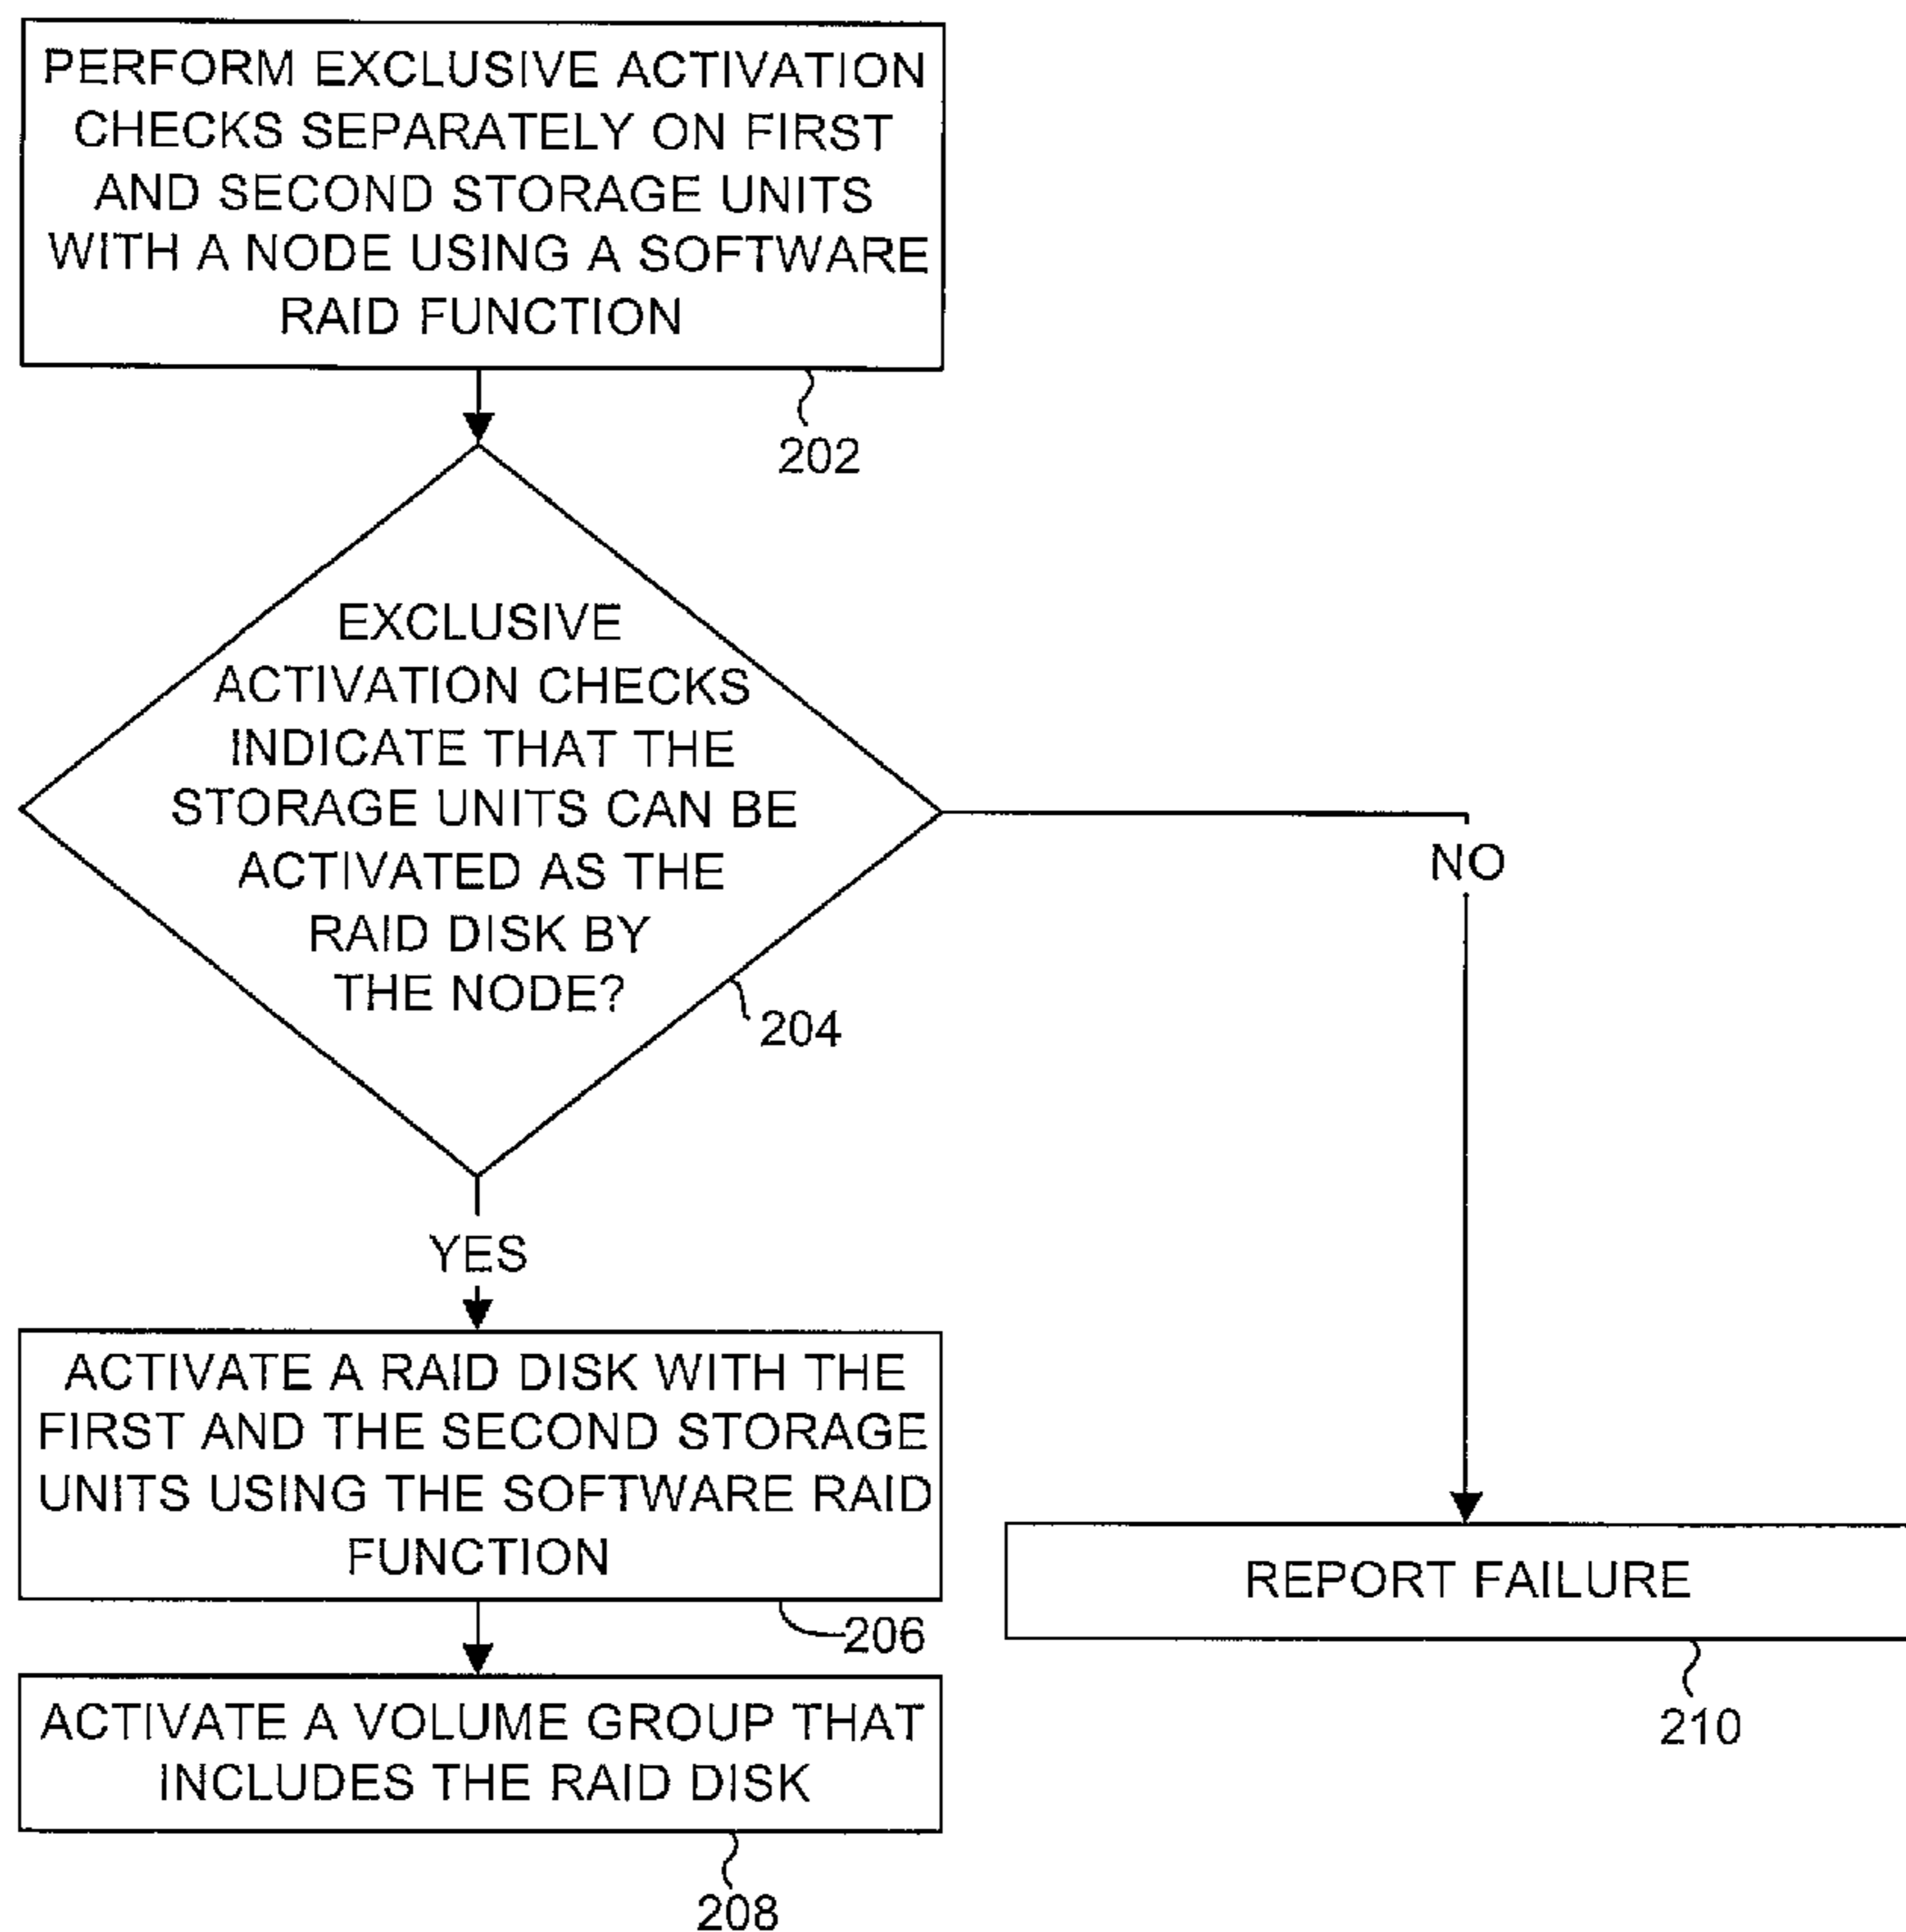 PERFORM EXCLUSIVE ACTIVATION
CHECKS SEPARATELY ON FIRST
AND SECOND STORAGE UNITS
WITH A NODE USING A SOFTWARE
RAID FUNCTION
202
EXCLUSIVE
ACTIVATION CHECKS
INDICATE THAT THE
STORAGE UNITS CAN BE
ACTIVATED AS THE
RAID DISK BY
THE NODE?
NO
204
YES
ACTIVATE A RAID DISK WITH THE
FIRST AND THE SECOND STORAGE
UNITS USING THE SOFTWARE RAID
FUNCTION
206
REPORT FAILURE
210
ACTIVATE A VOLUME GROUP THAT
INCLUDES THE RAID DISK
208